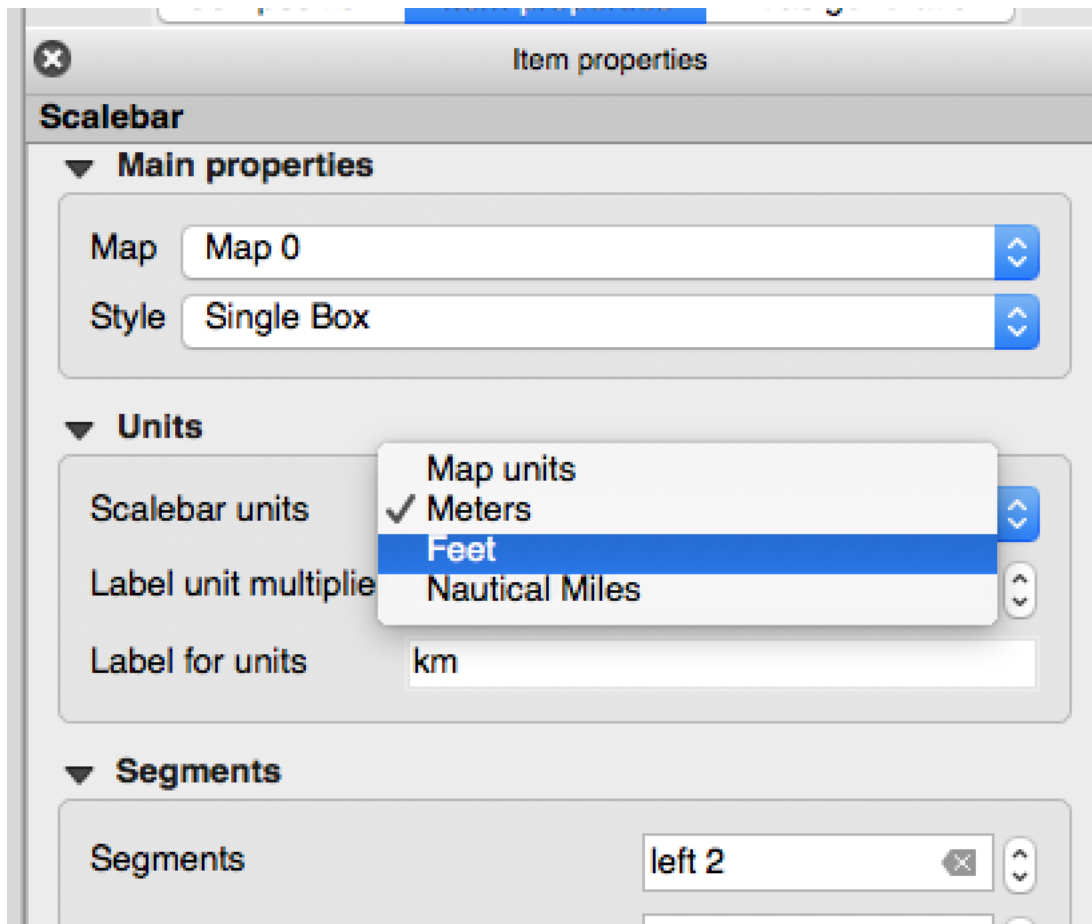 Item properties
Scalebar
Main properties
Map Map 0
Style Single Box
Units
Map units
Scalebar units Meters
Feet
Label unit multiplie Nautical Miles
Label for units km
Segments
Segments left 2